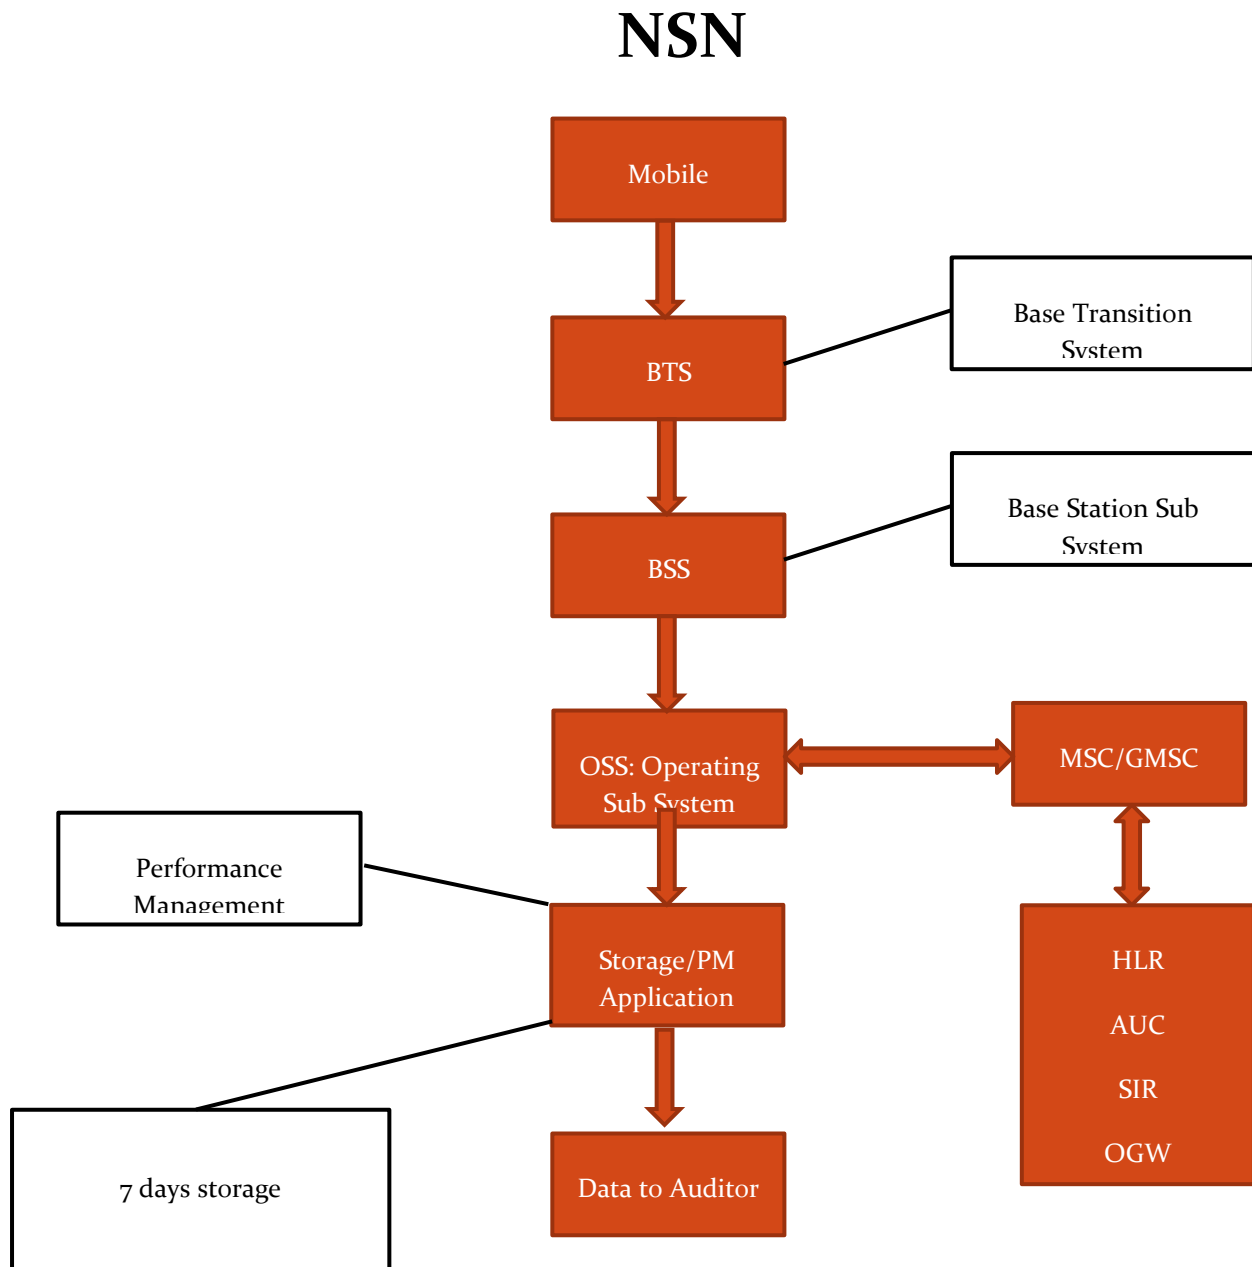 NSN
Mobile
Base Transition
System
BTS
Base Station Sub
System
BSS
OSS: Operating
Sub System
MSC/GMSC
Performance
Management
Storage/PM
Application
HLR
AUC
SIR
OGW
7 days storage
Data to Auditor